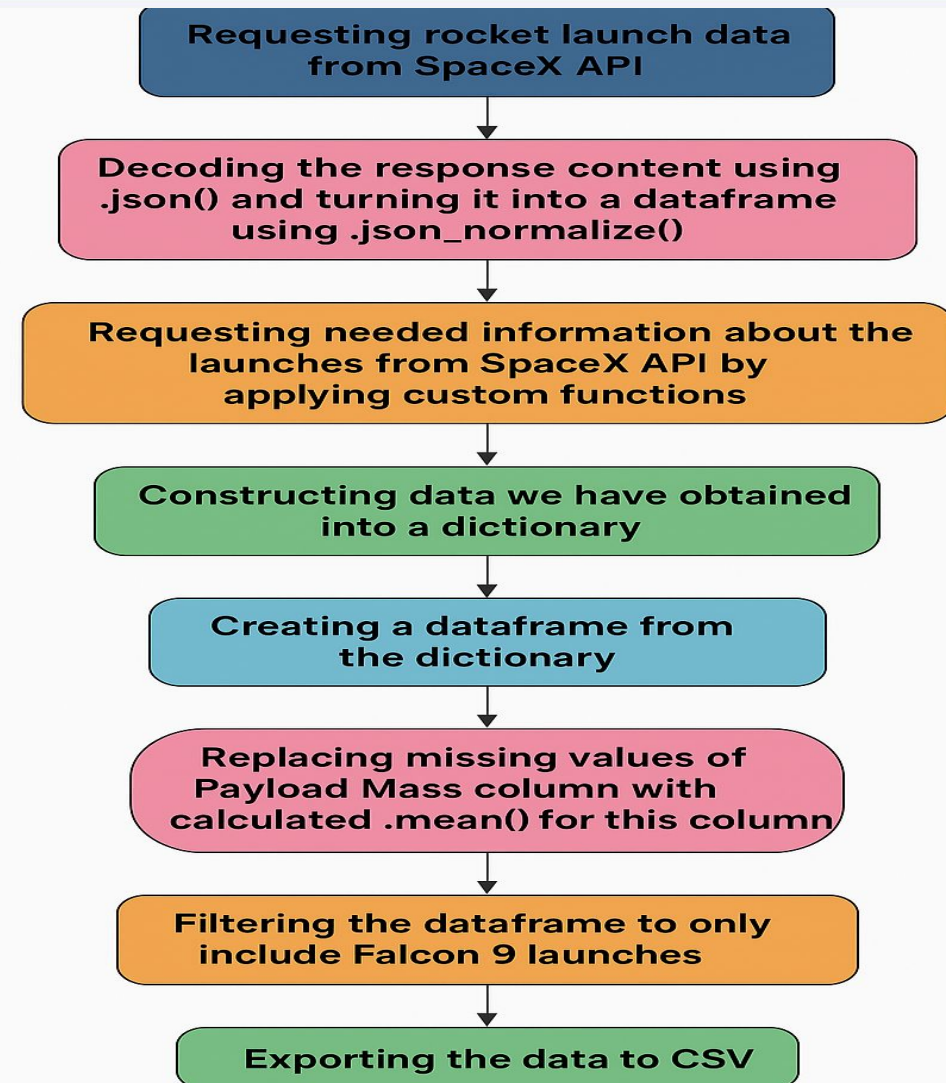 Requesting rocket launch data
from SpaceX API
Decoding the response content using
.json() and turning it into a dataframe
using .json_normalize()
Requesting needed information about the
launches from SpaceX API by
applying custom functions
Constructing data we have obtained
into a dictionary
Creating a dataframe from
the dictionary
Replacing missing values of
Payload Mass column with
calculated .mean() for this column
Filtering the dataframe to only
include Falcon 9 launches
Exporting the data to CSV